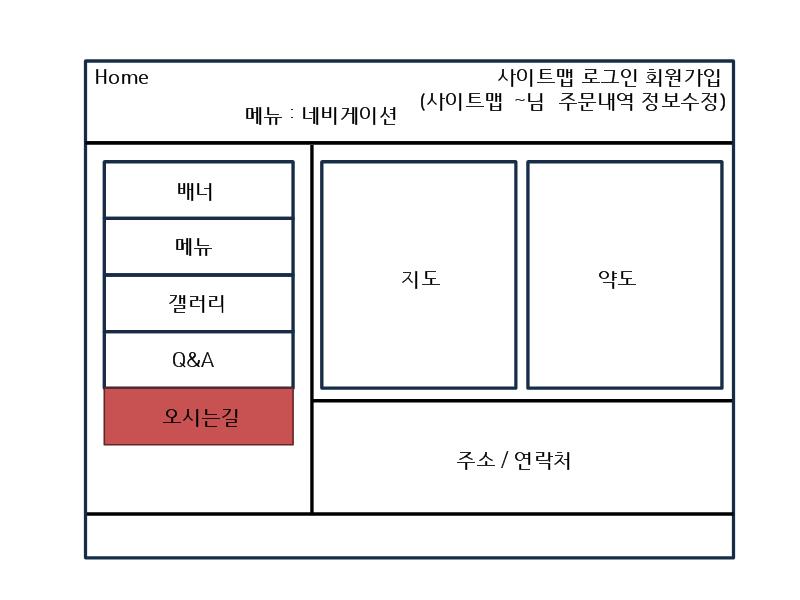 Home
사이트맵 로그인 회원가입
(사이트맵 ~님 주문내역 정보수정)
메뉴 : 네비게이션
배너
메뉴
갤러리
Q&A
오시는길
지도
약도
주소 / 연락처